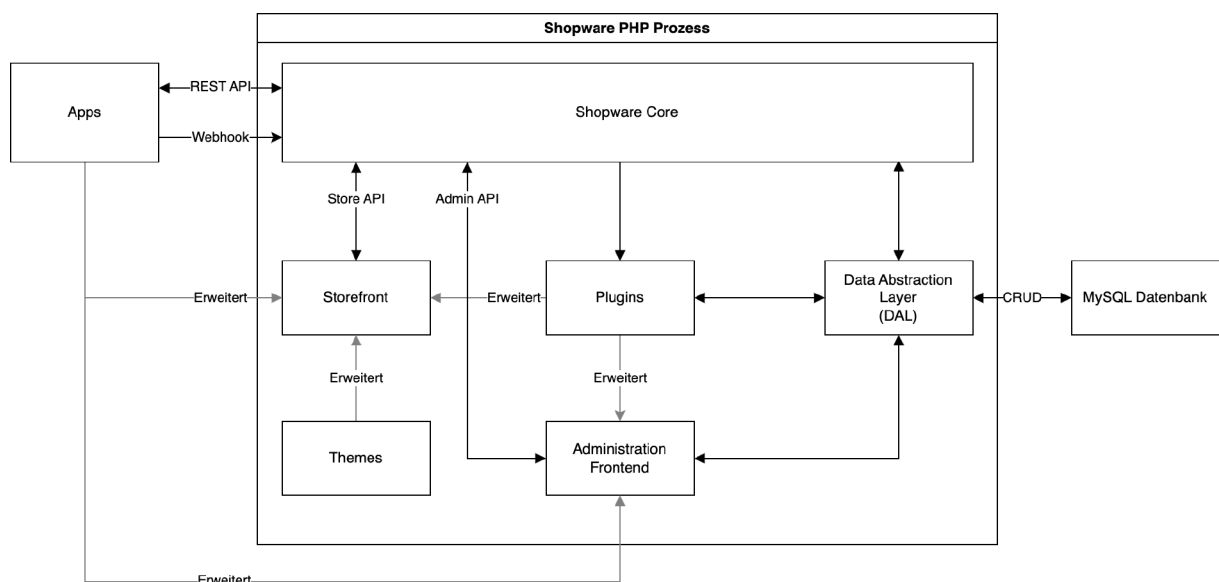 Shopware PHP Prozess
Apps
REST API
Webhook
Shopware Core
Store API
Admin API
Erweitert
Storefront
Erweitert
Plugins
Data Abstraction
Layer
(DAL)
CRUD
MySQL Datenbank
Erweitert
Erweitert
Themes
Administration
Frontend
Erweitert